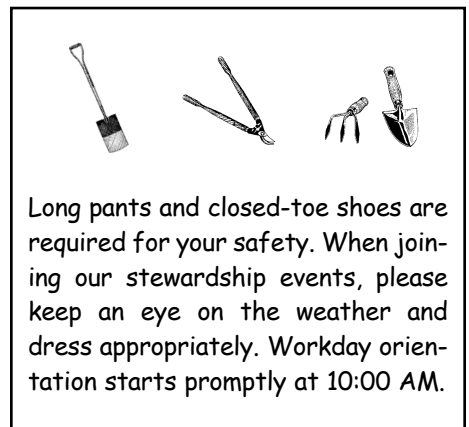 Long pants and closed-toe shoes are
required for your safety. When join-
ing our stewardship events, please
keep an eye on the weather and
dress appropriately. Workday orien-
tation starts promptly at 10:00 AM.